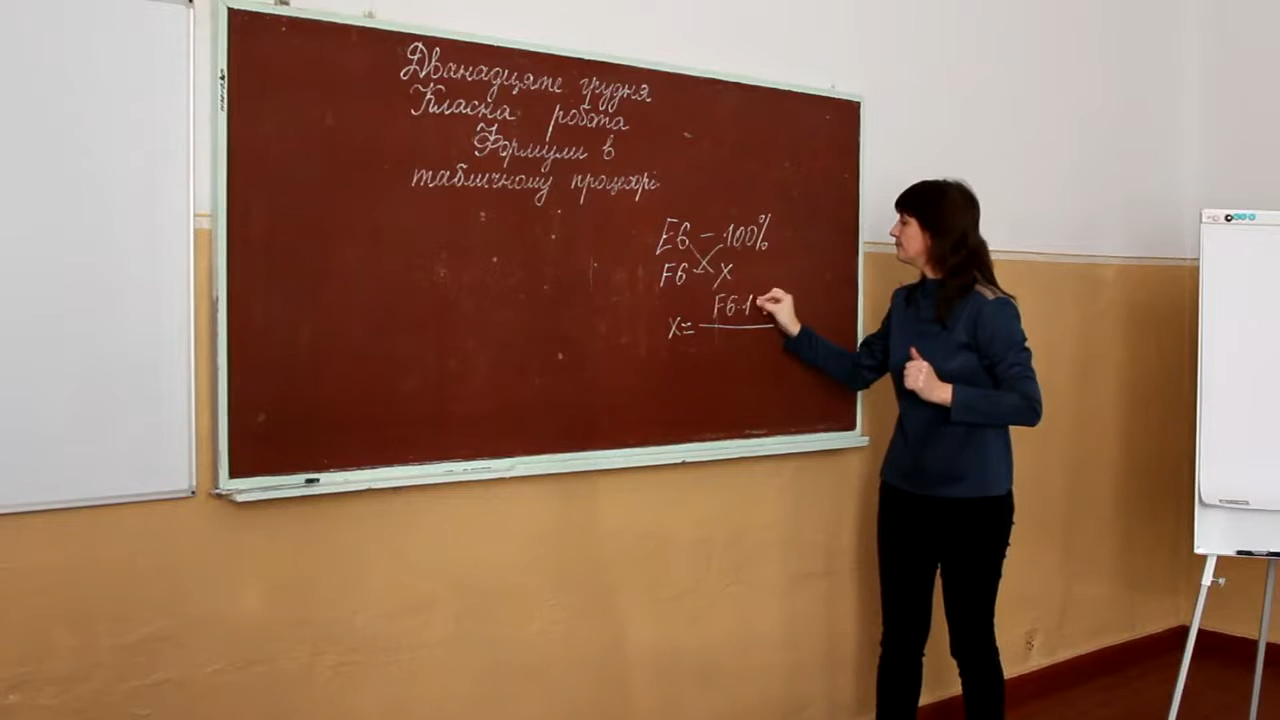 Дванадцяте грудня
Класна робота
Формули в
табличному процесорі
E6 – 100%
F6 – x
F6·1
x=